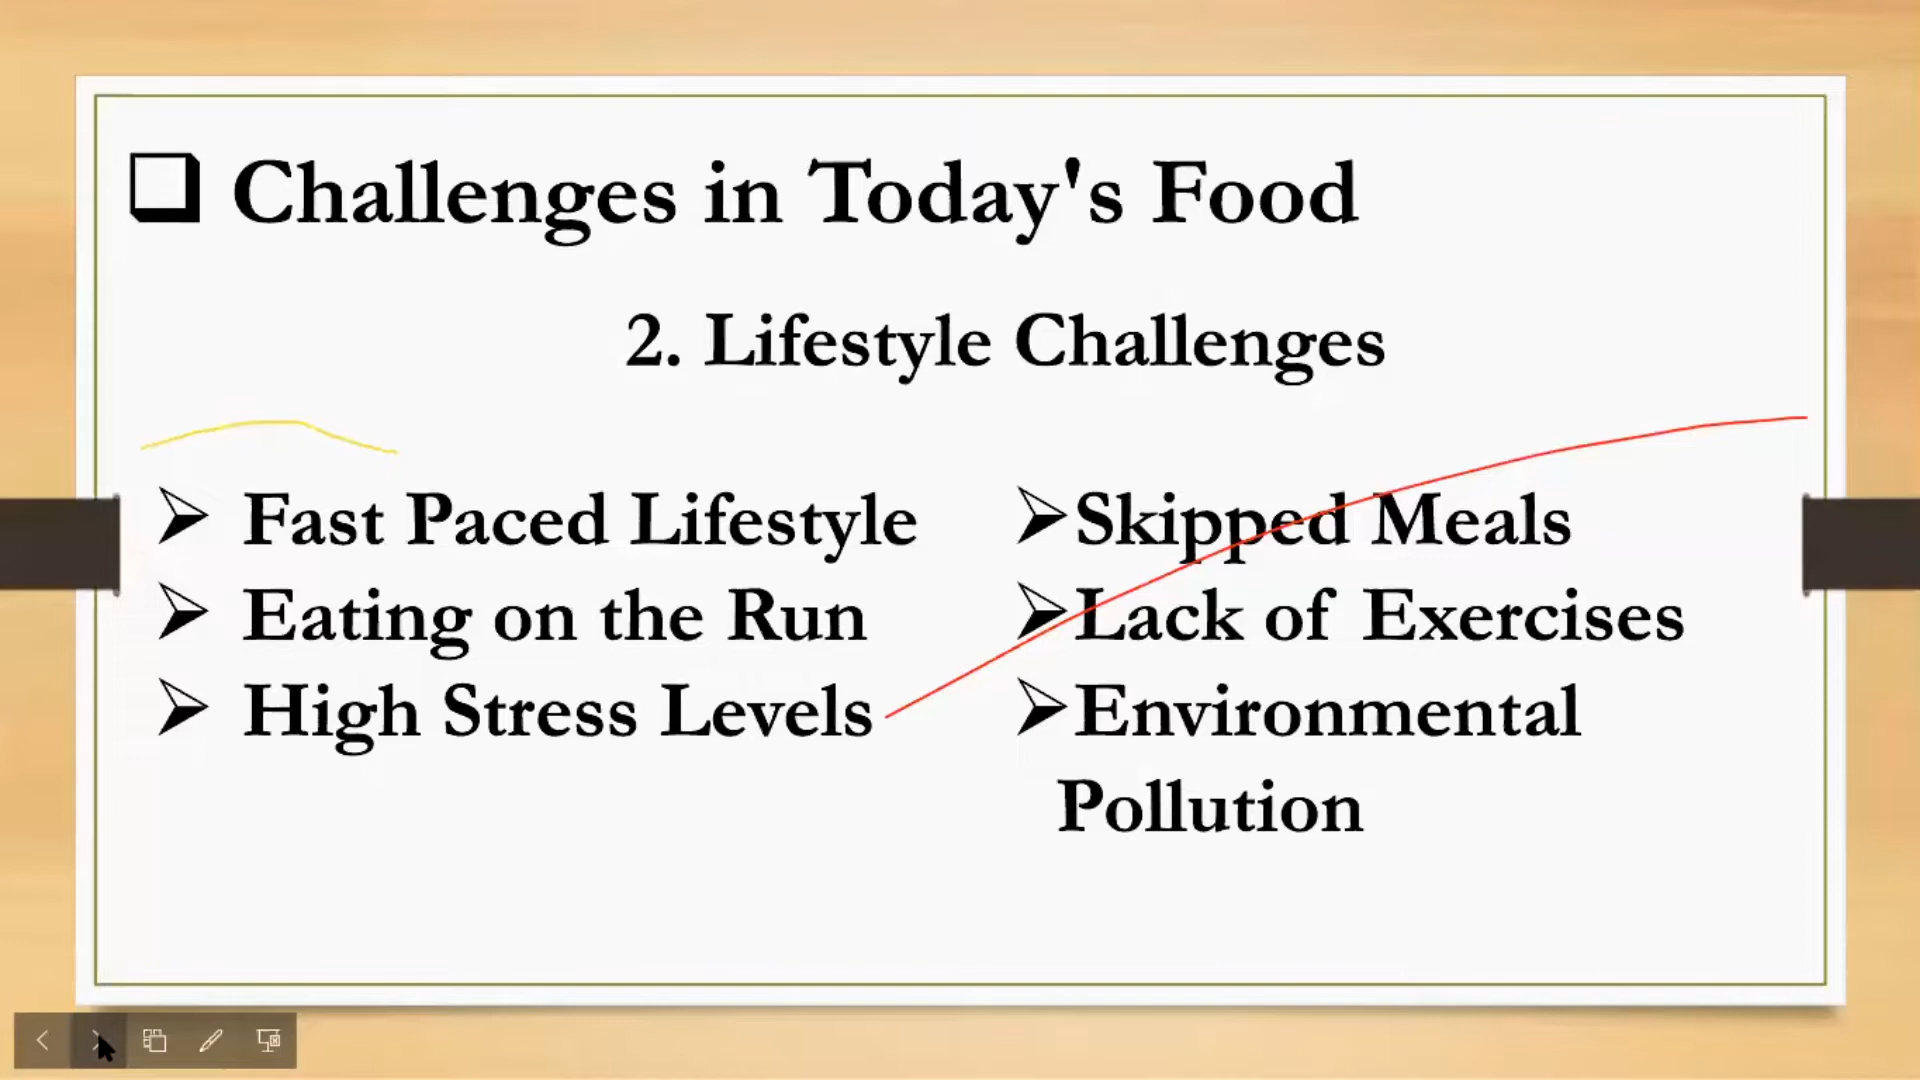 Challenges in Today's Food
2. Lifestyle Challenges
Fast Paced Lifestyle
Eating on the Run
High Stress Levels
Skipped Meals
Lack of Exercises
Environmental
Pollution